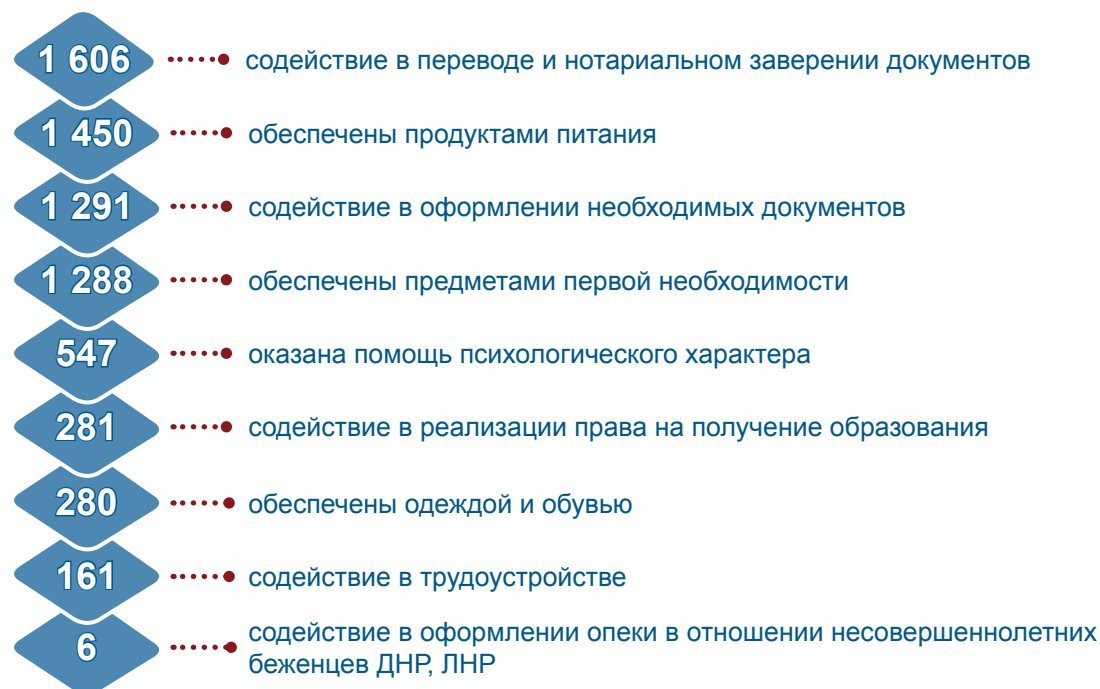 1 606 содействие в переводе и нотариальном заверении документов
1 450 обеспечены продуктами питания
1 291 содействие в оформлении необходимых документов
1 288 обеспечены предметами первой необходимости
547 оказана помощь психологического характера
281 содействие в реализации права на получение образования
280 обеспечены одеждой и обувью
161 содействие в трудоустройстве
6 содействие в оформлении опеки в отношении несовершеннолетних
беженцев ДНР, ЛНР